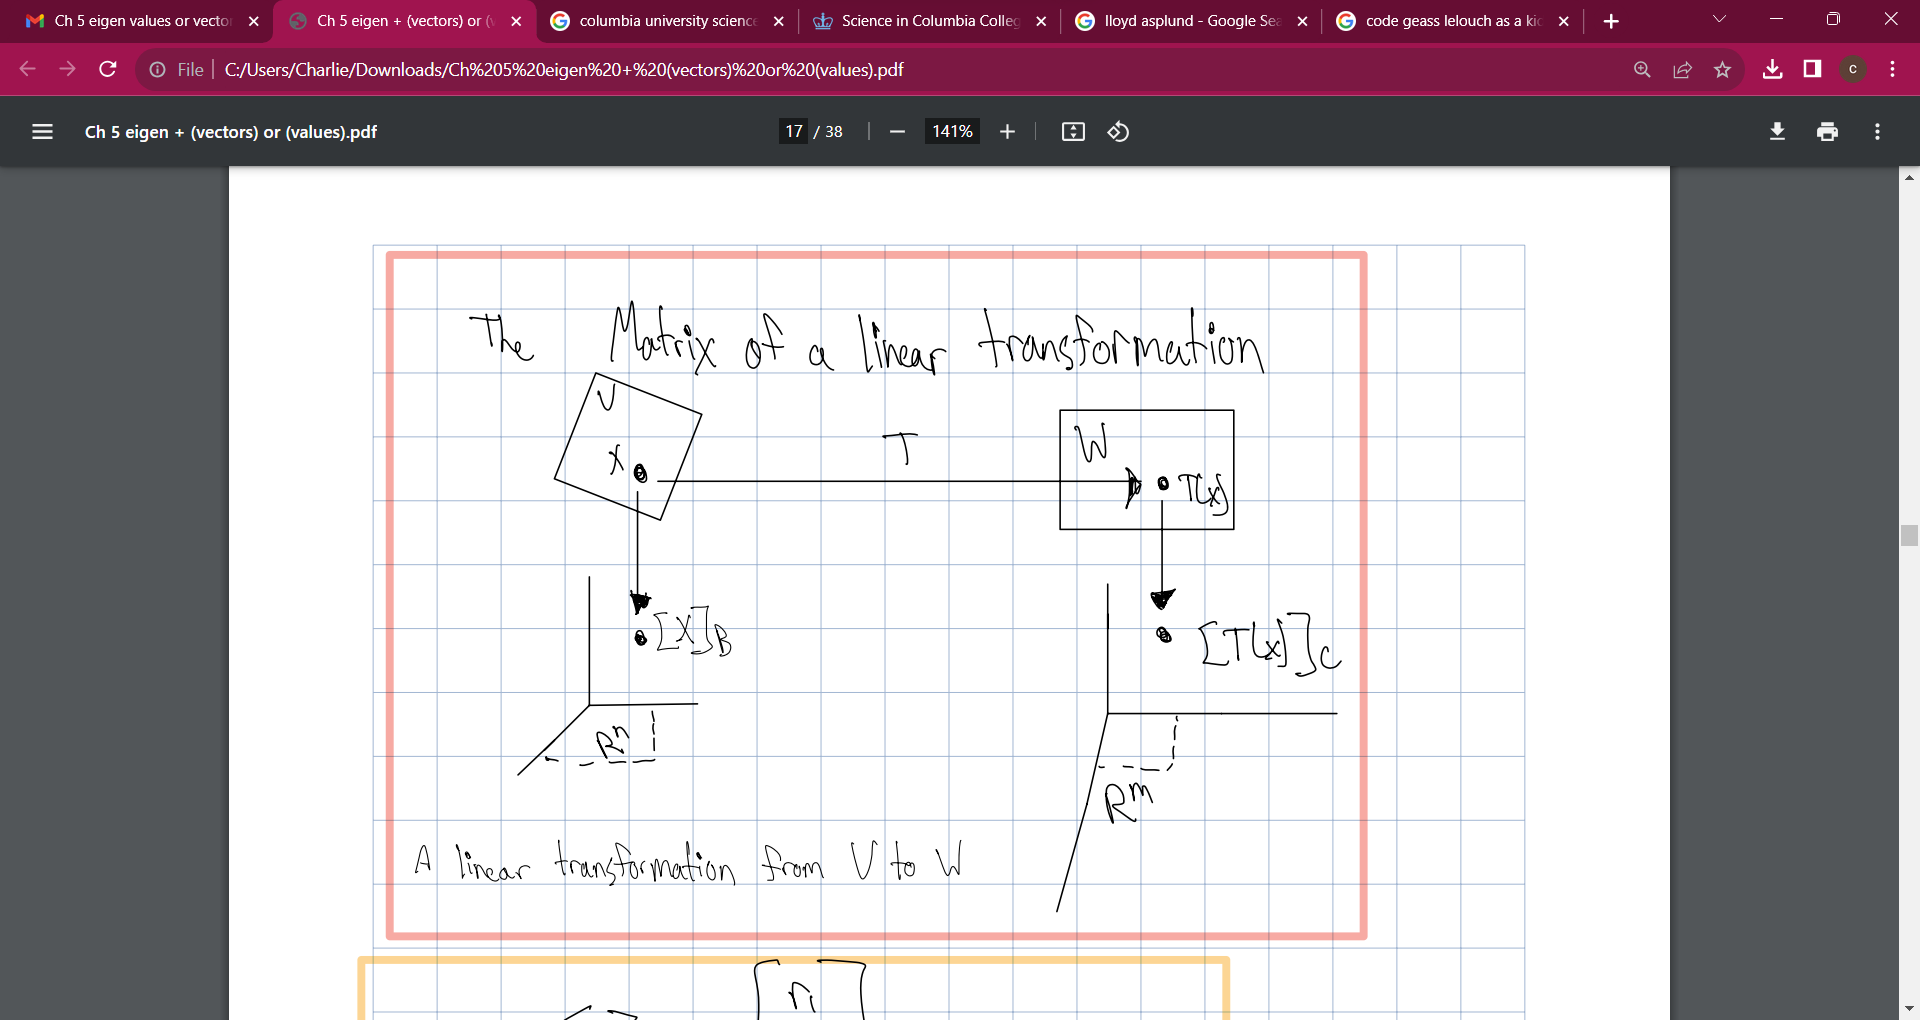 Ch 5 eigen values or vector
Ch 5 eigen + (vectors) or (v
columbia university science
Science in Columbia Colleg
lloyd asplund - Google Sea
code geass lelouch as a kid
File
C:/Users/Charlie/Downloads/Ch%205%20eigen%20+%20(vectors)%20or%20(values).pdf
C
Ch 5 eigen + (vectors) or (values).pdf
17 / 38
141%
The Matrix of a linear transformation
V
T
W
X
T(x)
[X]B
[T(x)]C
R^n
R^m
A linear transformation from V to W
r1